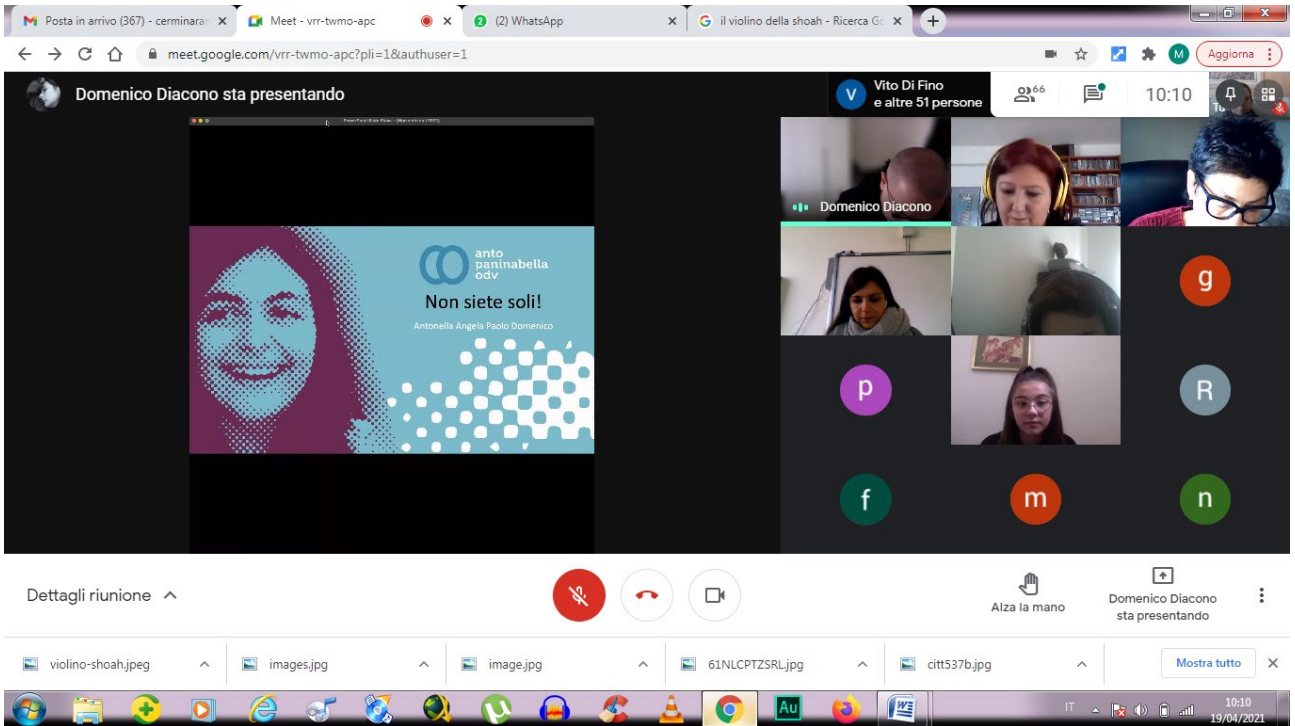 Posta in arrivo (367) - cerminara
Meet - vrr-twmo-apc
(2) WhatsApp
il violino della shoah - Ricerca Go
meet.google.com/vrr-twmo-apc?pli=1&authuser=1
M
Aggiorna
Domenico Diacono sta presentando
V
Vito Di Fino
e altre 51 persone
66
10:10
Tu
Domenico Diacono
anto
paninabella
odv
Non siete soli!
Antonella Angela Paolo Domenico
g
p
R
f
m
n
Dettagli riunione
Alza la mano
Domenico Diacono
sta presentando
violino-shoah.jpeg
images.jpg
image.jpg
61NLCPTZSRL.jpg
citt537b.jpg
Mostra tutto
Au
IT
10:10
19/04/2021